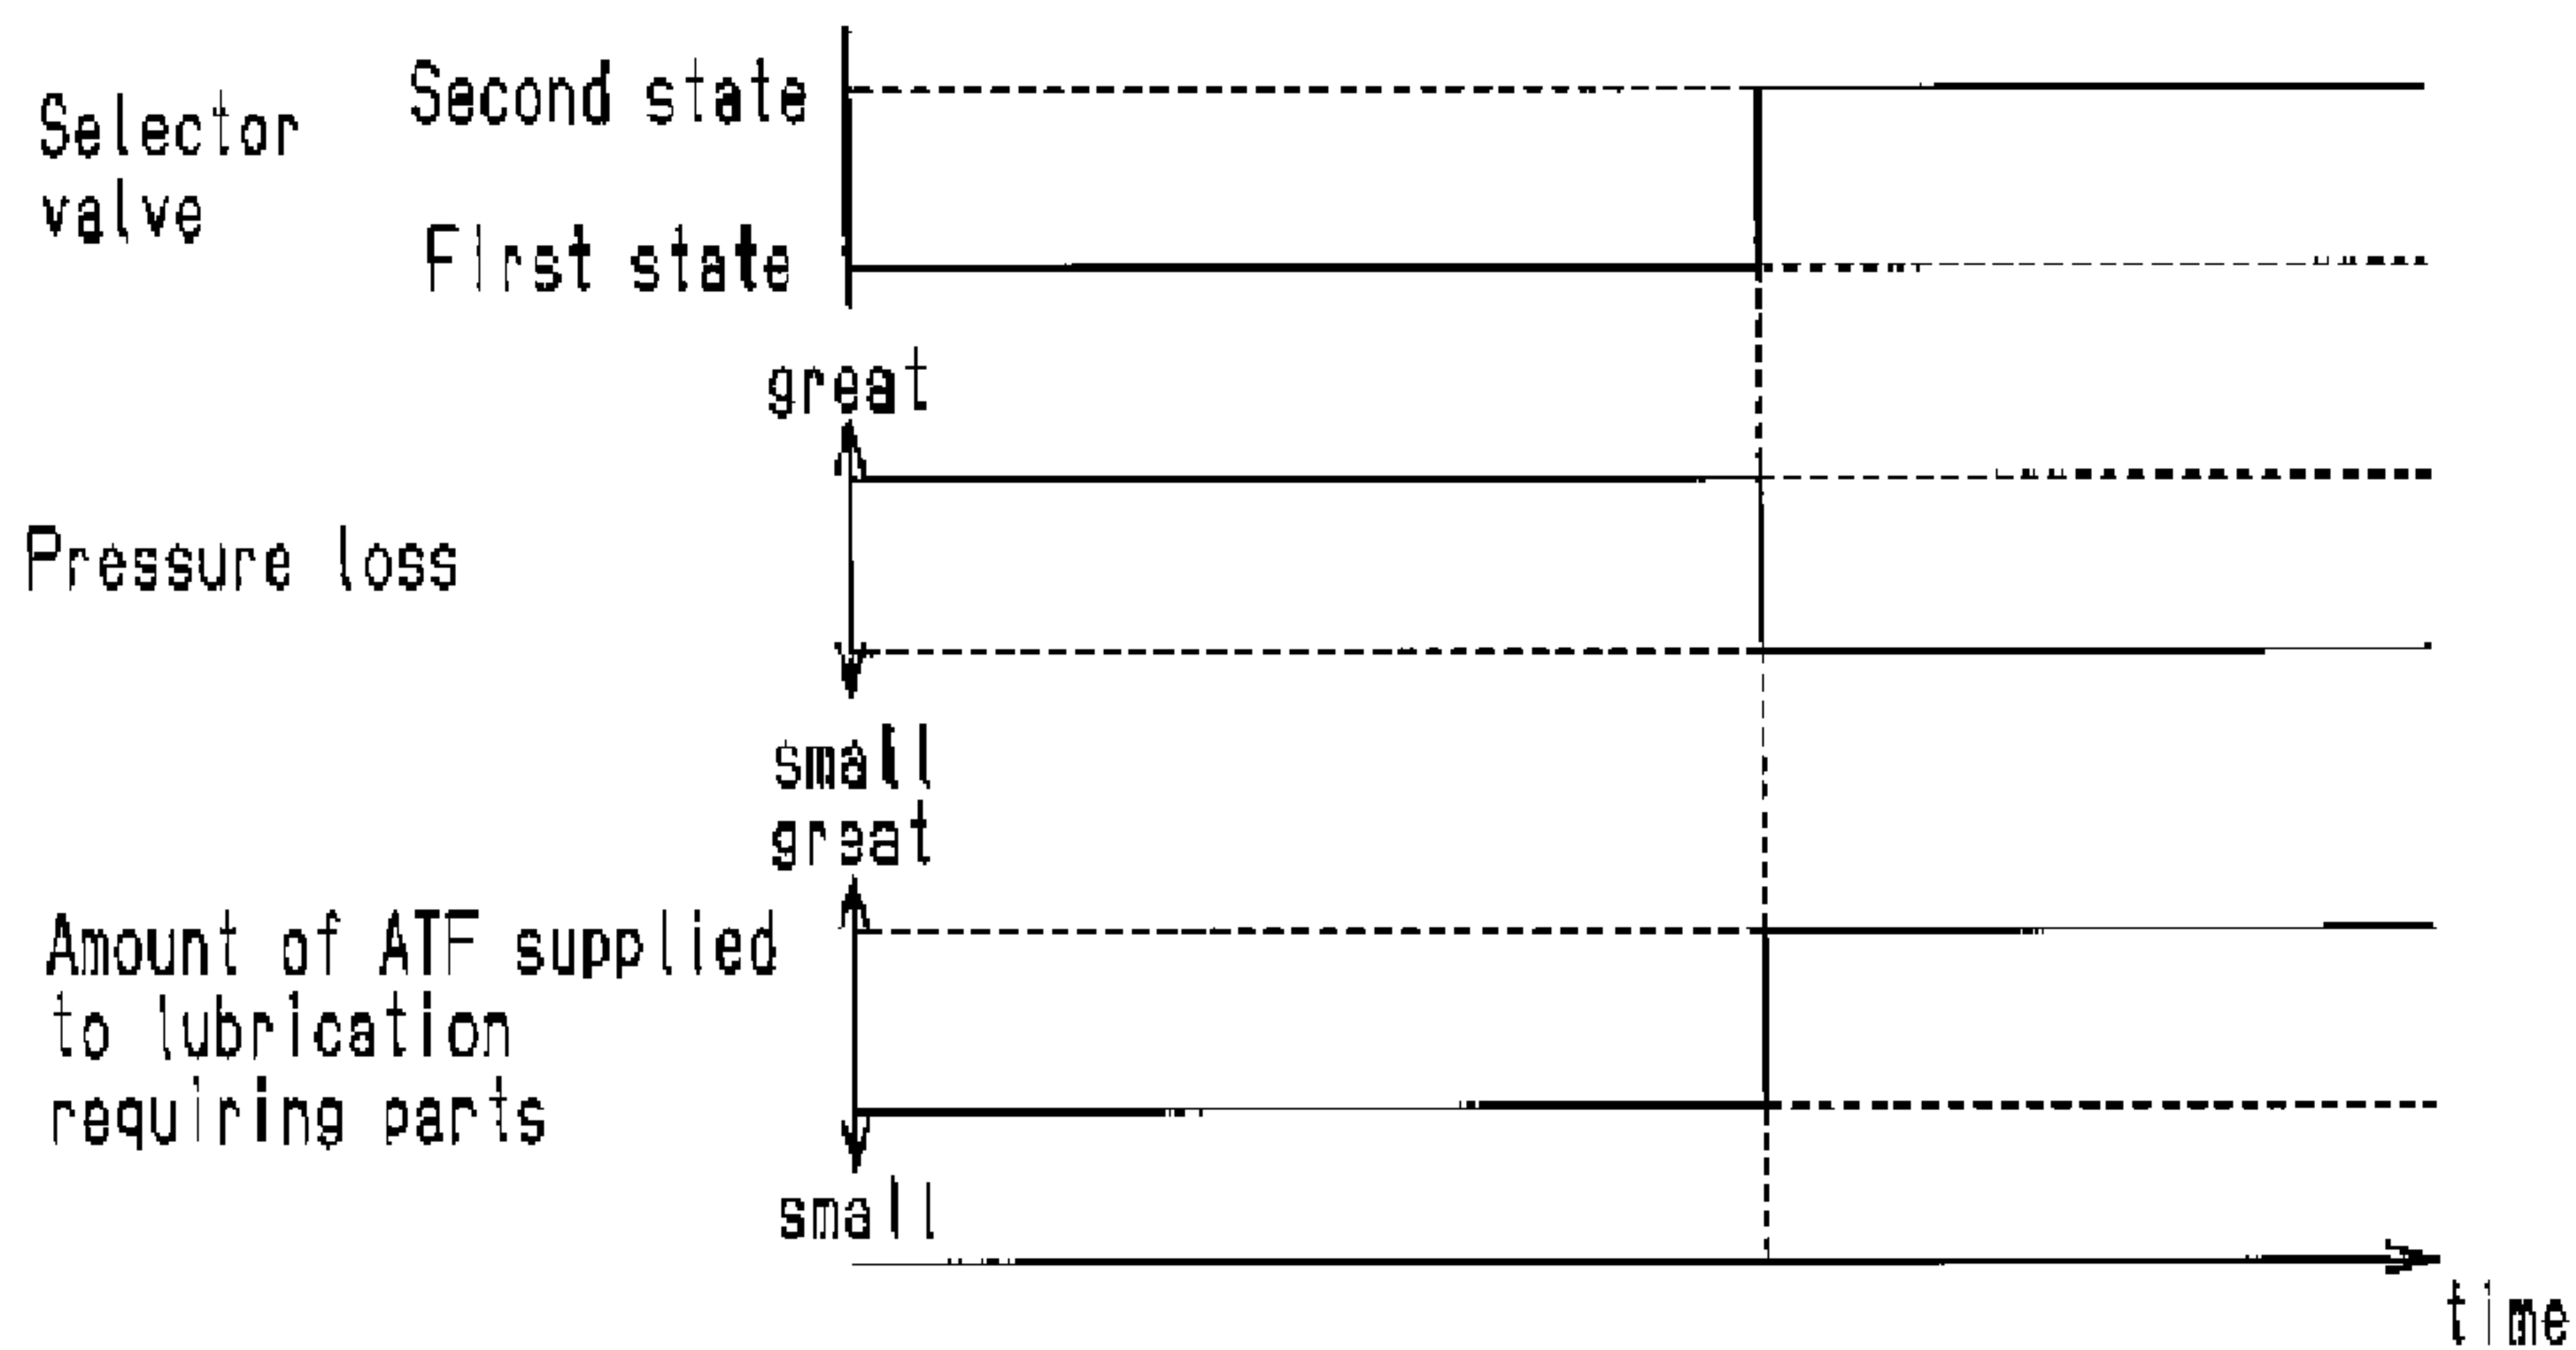 Second state
Selector
valve
First state
great
Pressure loss
small
great
Amount of ATF supplied
to lubrication
requiring parts
small
time